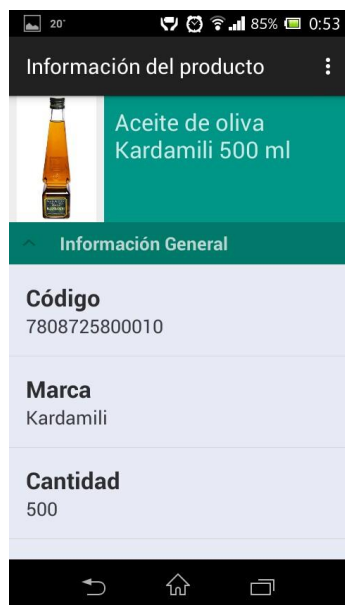 20° 85% 0:53
Información del producto
Aceite de oliva
Kardamili 500 ml
Información General
Código
7808725800010
Marca
Kardamili
Cantidad
500